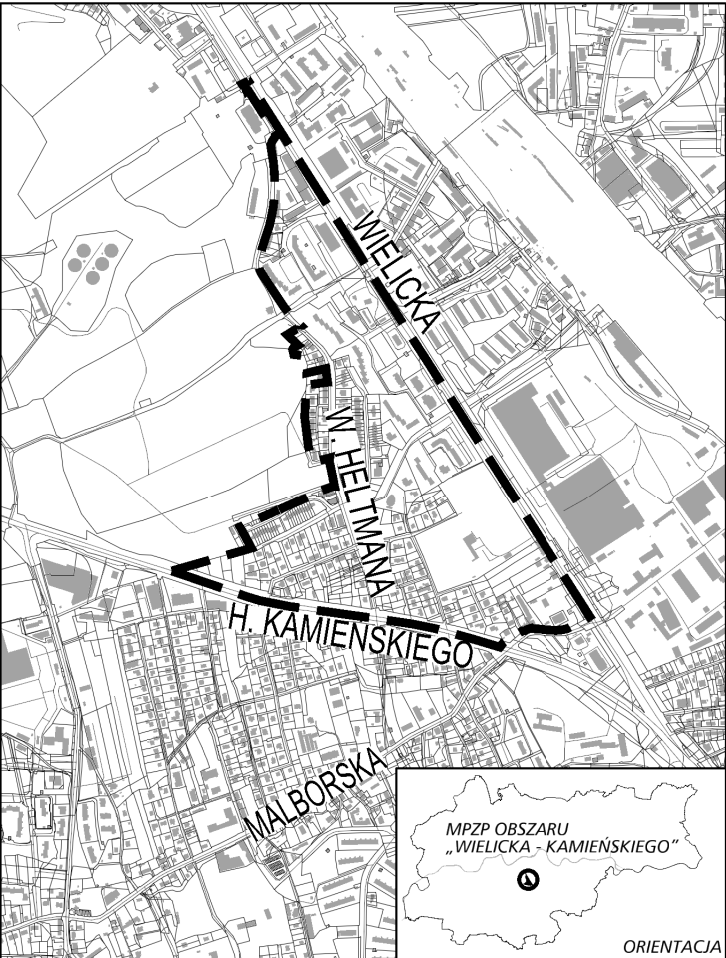 WIELICKA
W. HELTMANA
H. KAMIEŃSKIEGO
MALBORSKA
MPZP OBSZARU
„WIELICKA - KAMIEŃSKIEGO”
ORIENTACJA